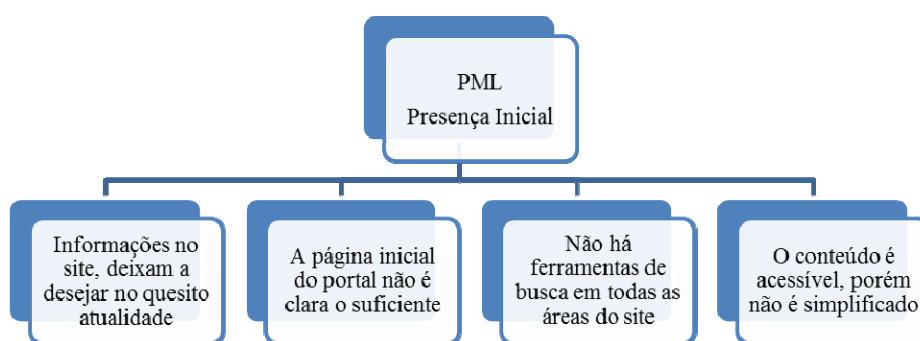 PML
Presença Inicial
Informações no
site, deixam a
desejar no quesito
atualidade
A página inicial
do portal não é
clara o suficiente
Não há
ferramentas de
busca em todas as
áreas do site
O conteúdo é
acessível, porém
não é simplificado